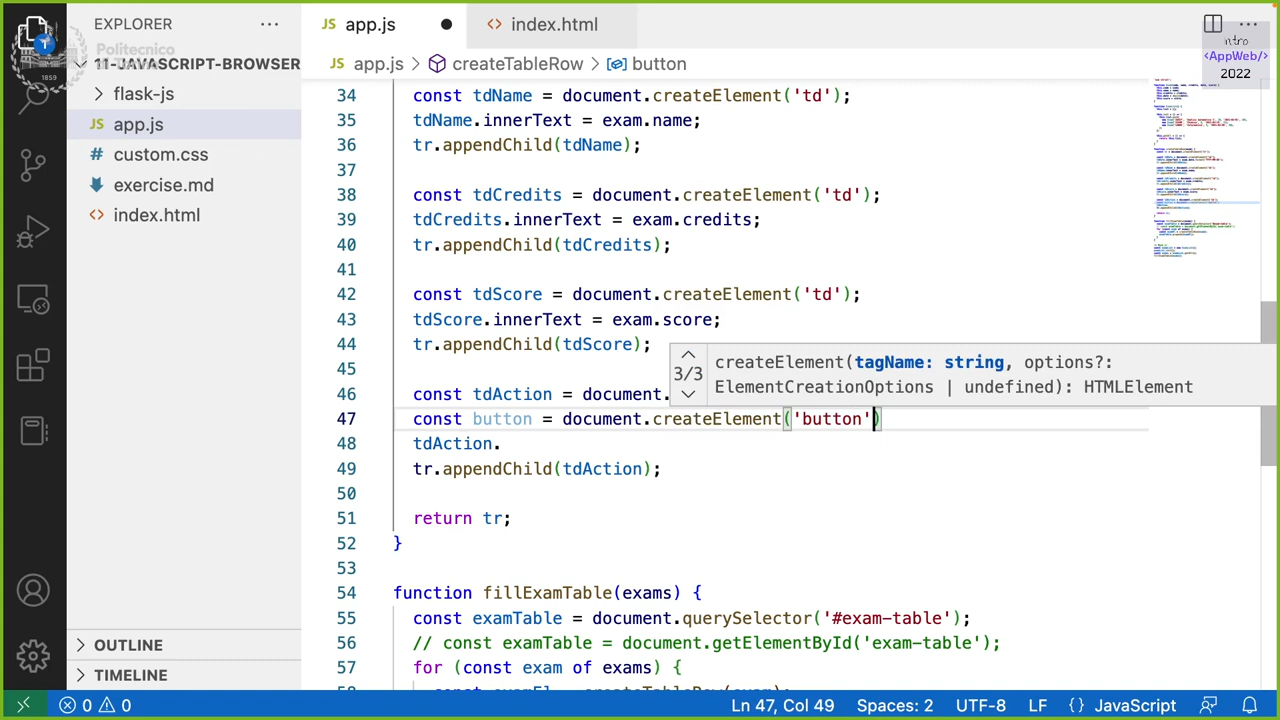 EXPLORER
JS app.js
<> index.html
Politecnico
1859
ntro
<AppWeb/>
2022
11-JAVASCRIPT-BROWSER
JS app.js > createTableRow > button
flask-js
JS app.js
# custom.css
exercise.md
<> index.html
34 const tdName = document.createElement('td');
35 tdName.innerText = exam.name;
36 tr.appendChild(tdName);
37
38 const tdCredits= document.createElement('td');
39 tdCredits.innerText = exam.credits;
40 tr.appendChild(tdCredits);
41
42 const tdScore = document.createElement('td');
43 tdScore.innerText = exam.score;
44 tr.appendChild(tdScore);
45
3/3
createElement(tagName: string, options?:
ElementCreationOptions | undefined): HTMLElement
46 const tdAction = document.
47 const button = document.createElement('button')
48 tdAction.
49 tr.appendChild(tdAction);
50
51 return tr;
52 }
53
54 function fillExamTable(exams) {
55 const examTable = document.querySelector('#exam-table');
56 // const examTable = document.getElementById('exam-table');
57 for (const exam of exams) {
OUTLINE
TIMELINE
0 0
Ln 47, Col 49
Spaces: 2
UTF-8
LF
{} JavaScript